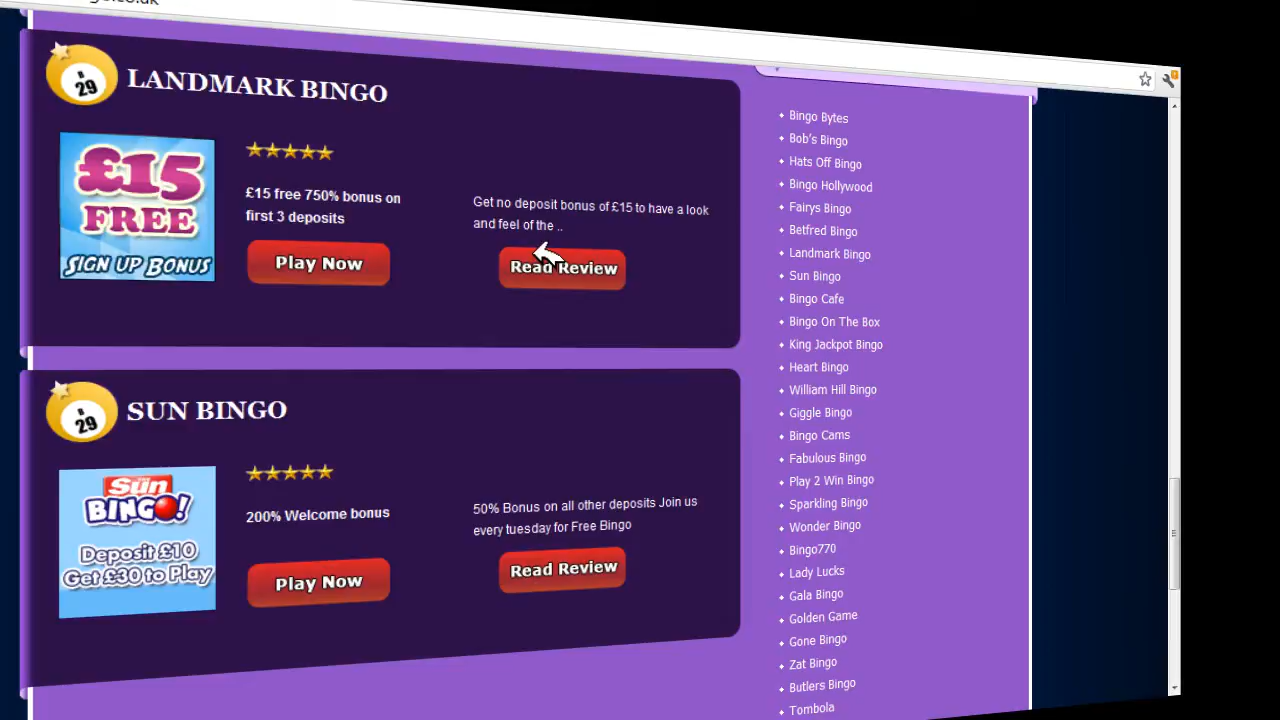 LANDMARK BINGO
29
£15
FREE
SIGN UP BONUS
£15 free 750% bonus on
first 3 deposits
Play Now
Get no deposit bonus of £15 to have a look
and feel of the ..
Read Review
SUN BINGO
29
The Sun
BINGO!
Deposit £10
Get £30 to Play
200% Welcome bonus
Play Now
50% Bonus on all other deposits Join us
every tuesday for Free Bingo
Read Review
Bingo Bytes
Bob's Bingo
Hats Off Bingo
Bingo Hollywood
Fairys Bingo
Betfred Bingo
Landmark Bingo
Sun Bingo
Bingo Cafe
Bingo On The Box
King Jackpot Bingo
Heart Bingo
William Hill Bingo
Giggle Bingo
Bingo Cams
Fabulous Bingo
Play 2 Win Bingo
Sparkling Bingo
Wonder Bingo
Bingo770
Lady Lucks
Gala Bingo
Golden Game
Gone Bingo
Zat Bingo
Butlers Bingo
Tombola